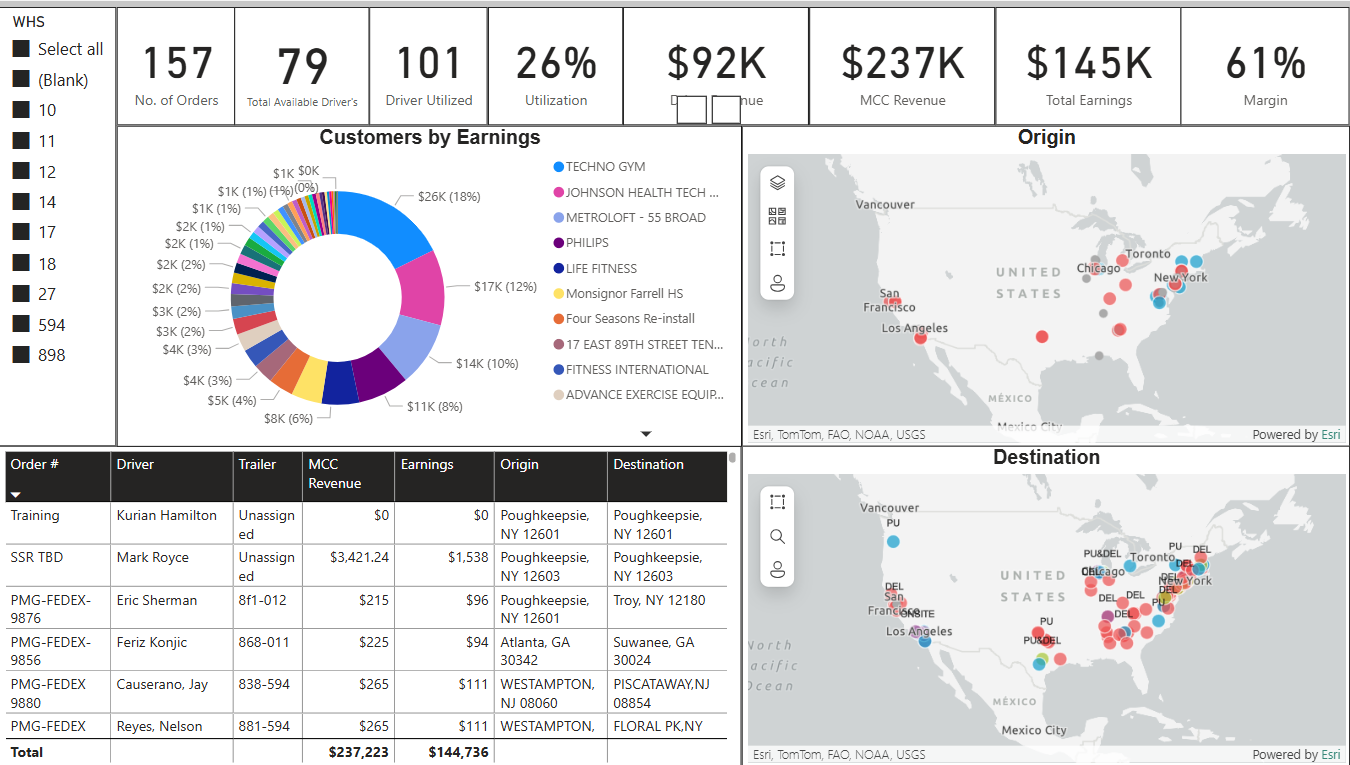 WHS
Select all
(Blank)
10
11
12
14
17
18
27
594
898
157
No. of Orders
79
Total Available Driver's
101
Driver Utilized
26%
Utilization
$92K
$237K
MCC Revenue
$145K
Total Earnings
61%
Margin
Customers by Earnings
$26K (18%)
$17K (12%)
$14K (10%)
$11K (8%)
$8K (6%)
$5K (4%)
$4K (3%)
$4K (3%)
$3K (2%)
$3K (2%)
$2K (2%)
$2K (2%)
$2K (1%)
$2K (1%)
$1K (1%)
$1K (1%)
$1K
(1%)
$0K
(0%)
TECHNO GYM
JOHNSON HEALTH TECH ...
METROLOFT - 55 BROAD
PHILIPS
LIFE FITNESS
Monsignor Farrell HS
Four Seasons Re-install
17 EAST 89TH STREET TEN...
FITNESS INTERNATIONAL
ADVANCE EXERCISE EQUIP...
Origin
Vancouver
Toronto
Chicago
UNITED
STATES
New York
San
Francisco
Los Angeles
MÉXICO
Mexico City
Esri, TomTom, FAO, NOAA, USGS
Powered by Esri
Order # Driver Trailer MCC Revenue Earnings Origin Destination
Training Kurian Hamilton Unassign $0 $0 Poughkeepsie, Poughkeepsie,
ed NY 12601 NY 12601
SSR TBD Mark Royce Unassign $3,421.24 $1,538 Poughkeepsie, Poughkeepsie,
ed NY 12603 NY 12603
PMG-FEDEX- Eric Sherman 8f1-012 $215 $96 Poughkeepsie, Troy, NY 12180
9876 NY 12601
PMG-FEDEX- Feriz Konjic 868-011 $225 $94 Atlanta, GA Suwanee, GA
9856 30342 30024
PMG-FEDEX Causerano, Jay 838-594 $265 $111 WESTAMPTON, PISCATAWAY,NJ
9880 NJ 08060 08854
PMG-FEDEX Reyes, Nelson 881-594 $265 $111 WESTAMPTON, FLORAL PK,NY
Total $237,223 $144,736
Destination
Vancouver
PU
PU&DEL
Toronto
PU
DEL
DEL
UNITED
STATES
New York
DEL
DEL
PU
DEL
DEL
DEL
DEL
San
ONSITE
Los Angeles
PU
PU&DEL
North
Pacific
Ocean
MÉXICO
Mexico City
Esri, TomTom, FAO, NOAA, USGS
Powered by Esri